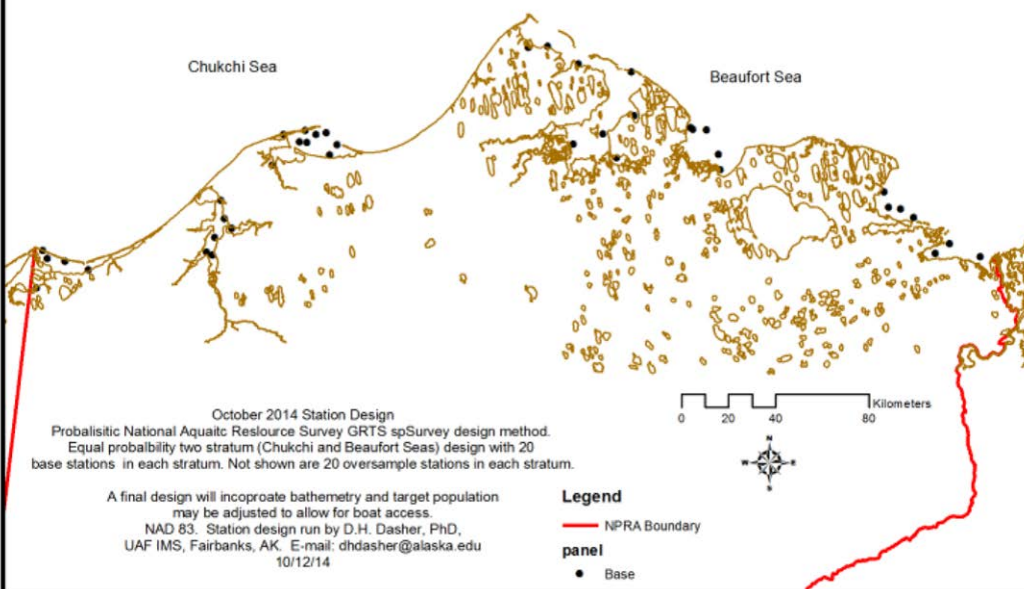 Chukchi Sea
Beaufort Sea
October 2014 Station Design
Probalisitic National Aquaitc Reslource Survey GRTS spSurvey design method.
Equal probalbility two stratum (Chukchi and Beaufort Seas) design with 20
base stations in each stratum. Not shown are 20 oversample stations in each stratum.
A final design will incoproate bathemetry and target population
may be adjusted to allow for boat access.
NAD 83. Station design run by D.H. Dasher, PhD,
UAF IMS, Fairbanks, AK. E-mail: dhdasher@alaska.edu
10/12/14
Kilometers
0 20 40 80
N
W E
S
Legend
NPRA Boundary
panel
Base